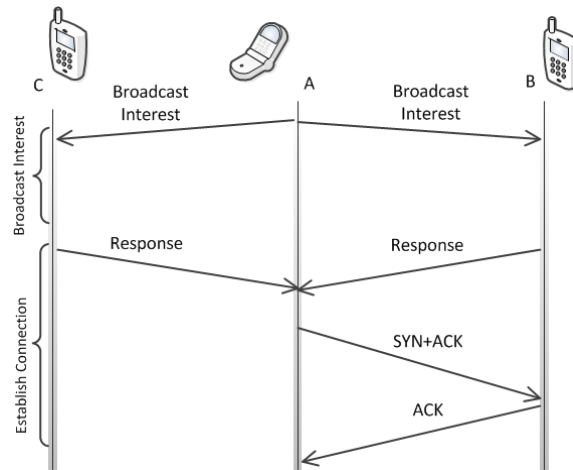 C
A
B
Broadcast
Interest
Broadcast
Interest
Broadcast Interest
Response
Response
SYN+ACK
ACK
Establish Connection